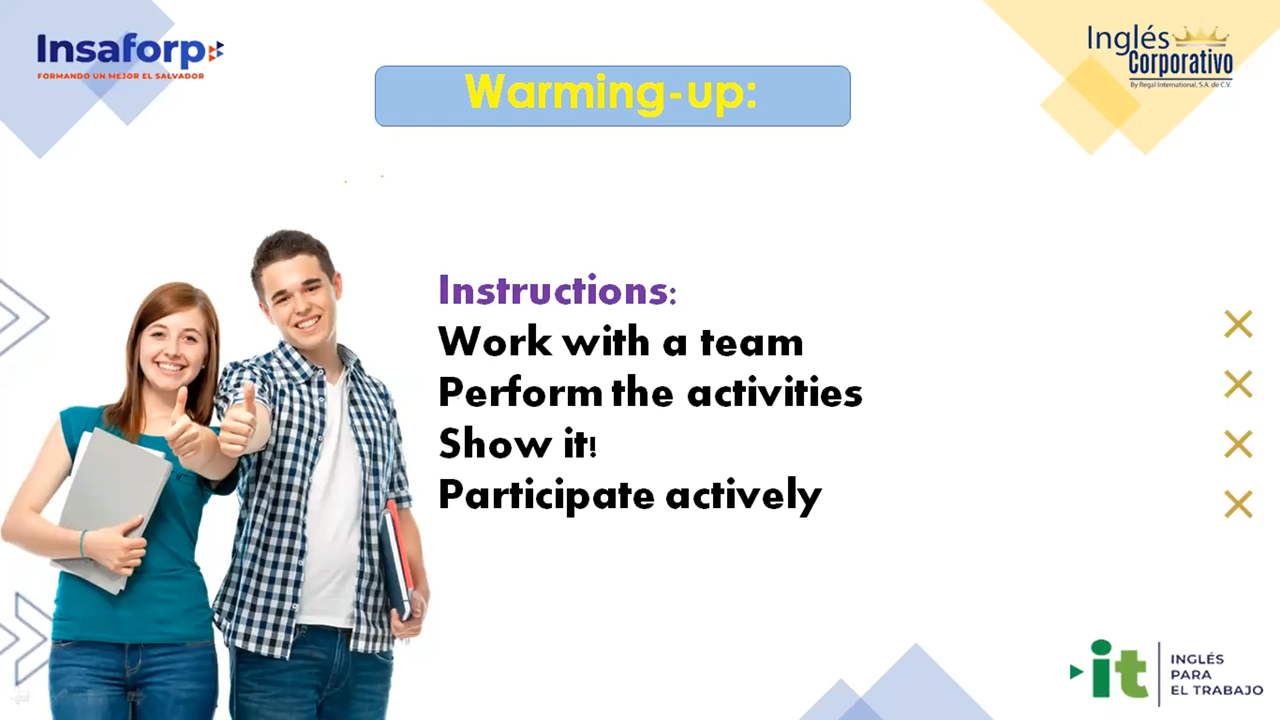 Insaforp
FORMANDO UN MEJOR EL SALVADOR
Inglés
Corporativo
By Regal International, S.A. de C.V.
Warming-up:
Instructions:
Work with a team
Perform the activities
Show it!
Participate actively
it
INGLÉS
PARA
EL TRABAJO